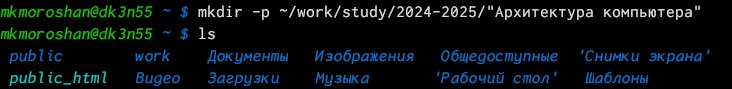 mkmoroshan@dk3n55 ~ $ mkdir -p ~/work/study/2024-2025/"Архитектура компьютера"
mkmoroshan@dk3n55 ~ $ ls
public work Документы Изображения Общедоступные 'Снимки экрана'
public_html Видео Загрузки Музыка 'Рабочий стол' Шаблоны